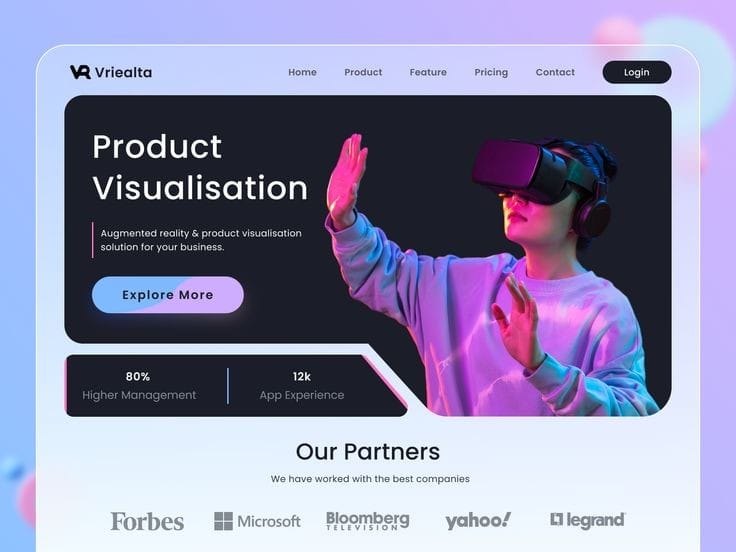 VR Vriealta
Home
Product
Feature
Pricing
Contact
Login
Product
Visualisation
Augmented reality & product visualisation
solution for your business.
Explore More
80%
Higher Management
12k
App Experience
Our Partners
We have worked with the best companies
Forbes
Microsoft
Bloomberg
TELEVISION
yahoo!
legrand